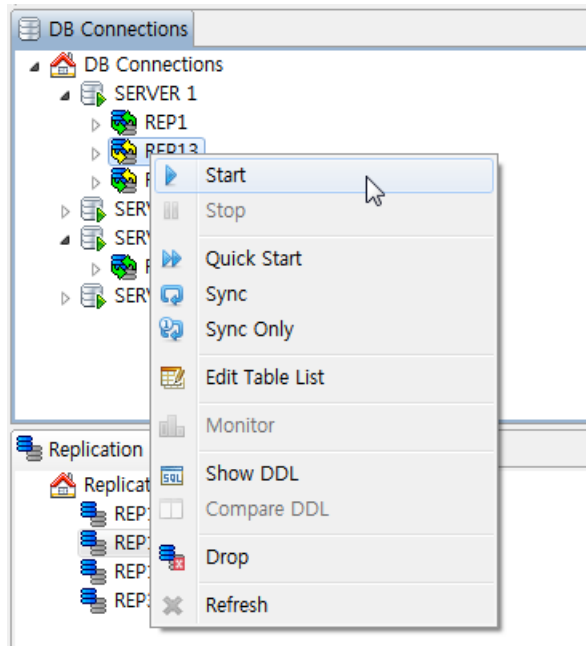 DB Connections
DB Connections
SERVER 1
REP1
REP13
Start
Stop
Quick Start
Sync
Sync Only
Edit Table List
Monitor
Show DDL
Compare DDL
Drop
Refresh
Replication